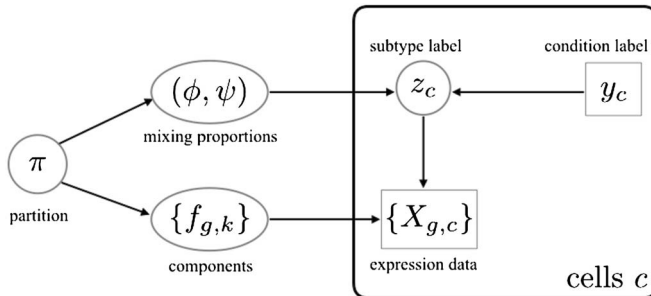 subtype label
condition label
(ϕ, ψ)
z_c
y_c
mixing proportions
π
partition
{f_{g,k}}
{X_{g,c}}
components
expression data
cells c